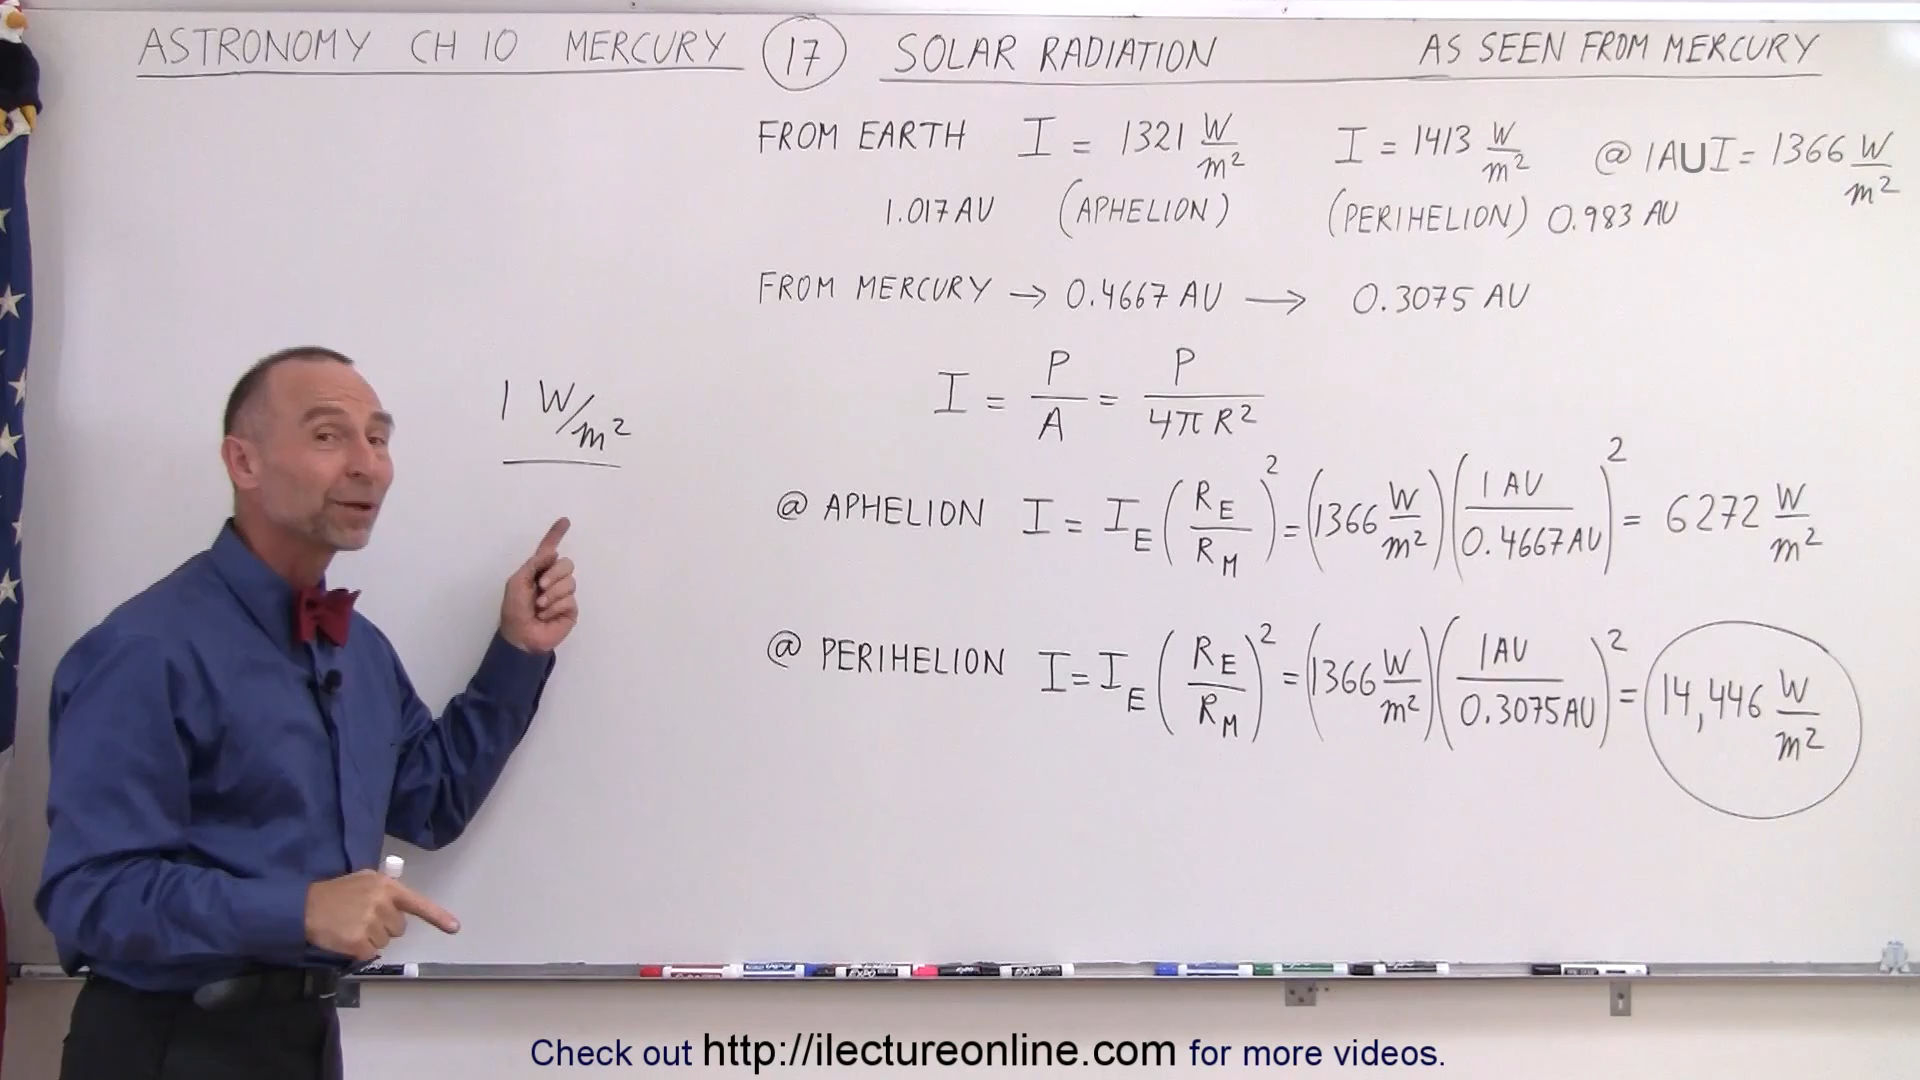 ASTRONOMY CH 10 MERCURY 17 SOLAR RADIATION AS SEEN FROM MERCURY
FROM EARTH I = 1321 W/m² I = 1413 W/m² @ 1AU I = 1366 W/m²
1.017 AU (APHELION) (PERIHELION) 0.983 AU
FROM MERCURY → 0.4667 AU → 0.3075 AU
1 W/m²
I = P/A = P/4πR²
@ APHELION I = I_E (R_E/R_M)² = (1366 W/m²)(1 AU/0.4667 AU)² = 6272 W/m²
@ PERIHELION I = I_E (R_E/R_M)² = (1366 W/m²)(1AU/0.3075 AU)² = 14,446 W/m²
Check out http://ilectureonline.com for more videos.